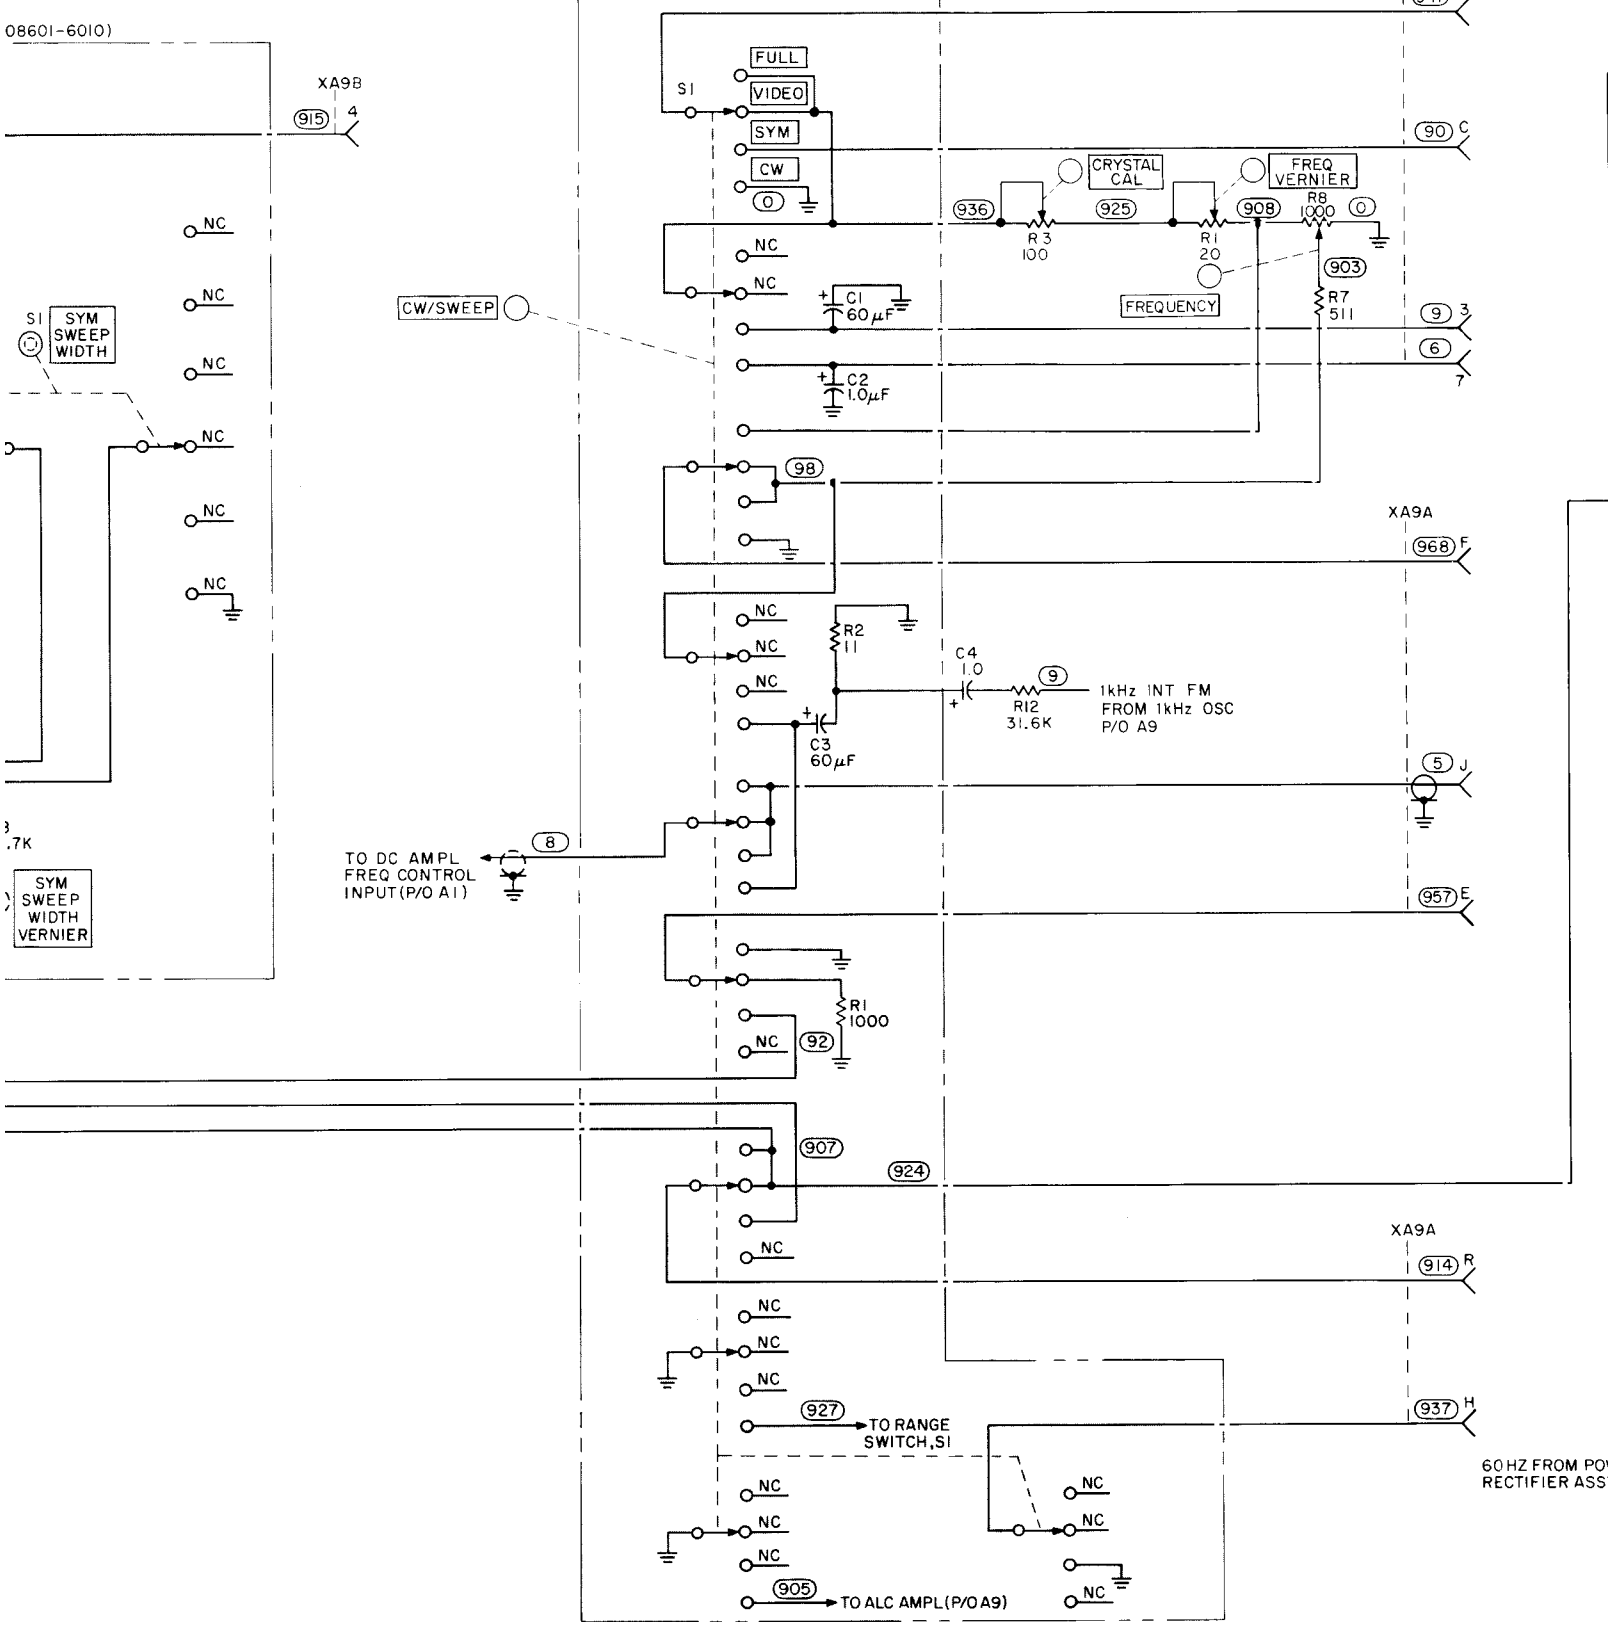 08601-6010)
XA9B
915
4
S1
FULL
VIDEO
SYM
CW
0
90
C
CRYSTAL
CAL
FREQ
VERNIER
936
925
908
R8
1000
0
R3
100
R1
20
FREQUENCY
903
R7
511
NC
NC
NC
NC
NC
NC
S1
SYM
SWEEP
WIDTH
CW/SWEEP
NC
NC
+
C1
60µF
+
C2
1.0µF
9
3
6
7
98
XA9A
968
F
NC
NC
NC
R2
11
C4
1.0
+
9
R12
31.6K
1kHz INT FM
FROM 1kHz OSC
P/O A9
+
C3
60µF
5
J
.7K
SYM
SWEEP
WIDTH
VERNIER
8
TO DC AMPL
FREQ CONTROL
INPUT(P/O A1)
957
E
R1
1000
NC
92
907
924
NC
XA9A
914
R
NC
NC
NC
927
TO RANGE
SWITCH,S1
937
H
60HZ FROM PO
RECTIFIER ASS
NC
NC
NC
905
TO ALC AMPL(P/O A9)
NC
NC
NC